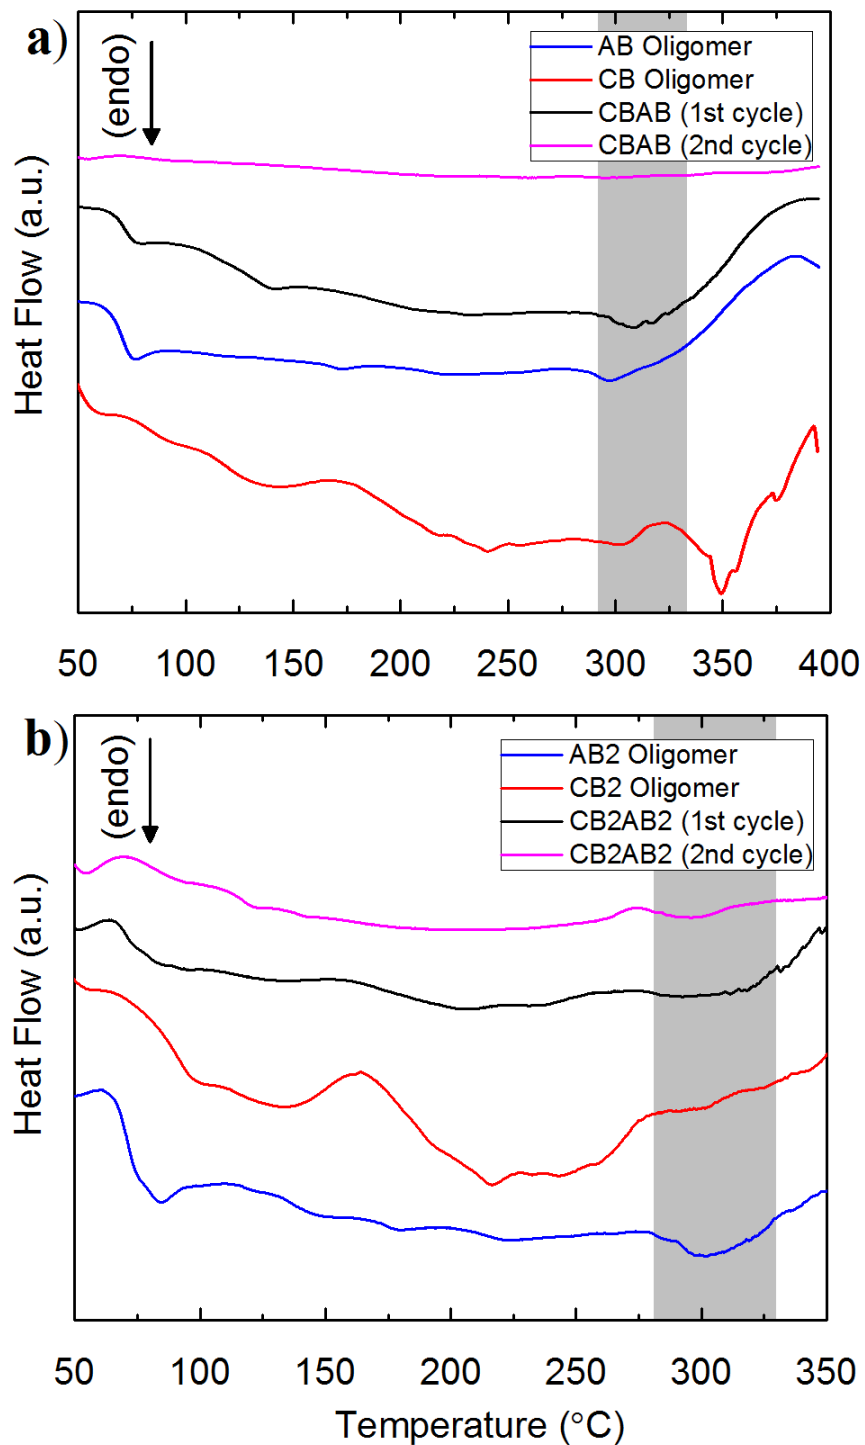 a)
(endo)
AB Oligomer
CB Oligomer
CBAB (1st cycle)
CBAB (2nd cycle)
Heat Flow (a.u.)
50 100 150 200 250 300 350 400
b)
(endo)
AB2 Oligomer
CB2 Oligomer
CB2AB2 (1st cycle)
CB2AB2 (2nd cycle)
Heat Flow (a.u.)
50 100 150 200 250 300 350
Temperature (°C)